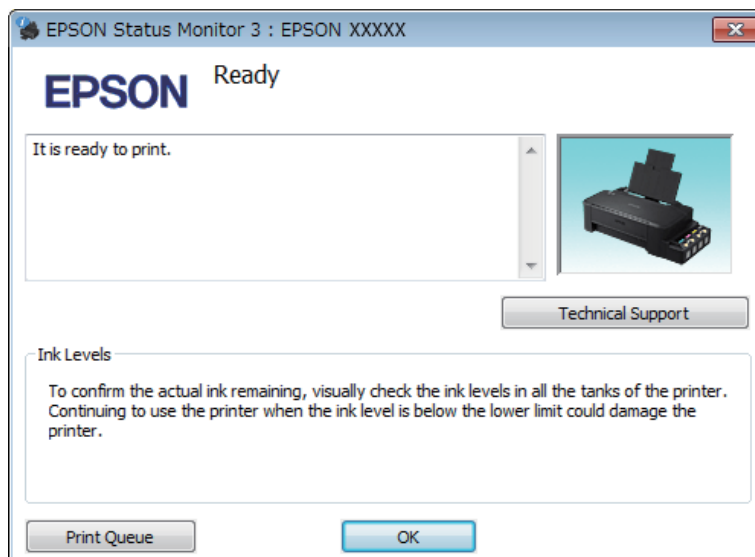 EPSON Status Monitor 3 : EPSON XXXXX
EPSON
Ready
It is ready to print.
Technical Support
Ink Levels
To confirm the actual ink remaining, visually check the ink levels in all the tanks of the printer.
Continuing to use the printer when the ink level is below the lower limit could damage the
printer.
Print Queue
OK